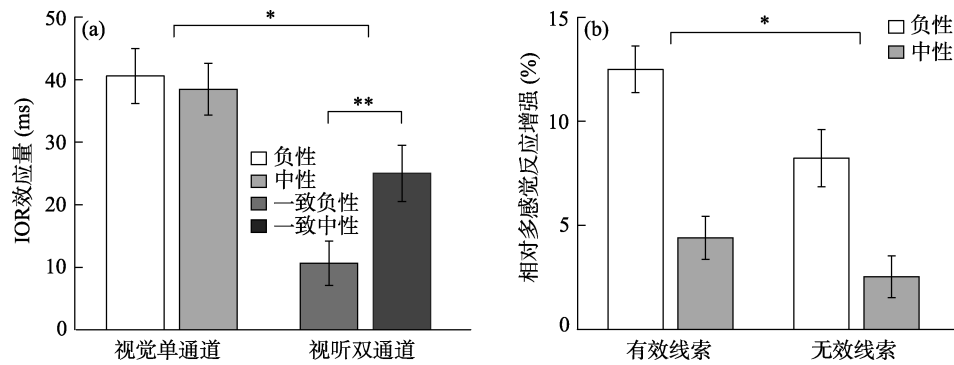 (a)
IOR效应量 (ms)
50
40
30
20
10
0
*
**
负性
中性
一致负性
一致中性
视觉单通道
视听双通道
(b)
相对多感觉反应增强 (%)
15
10
5
0
*
负性
中性
有效线索
无效线索